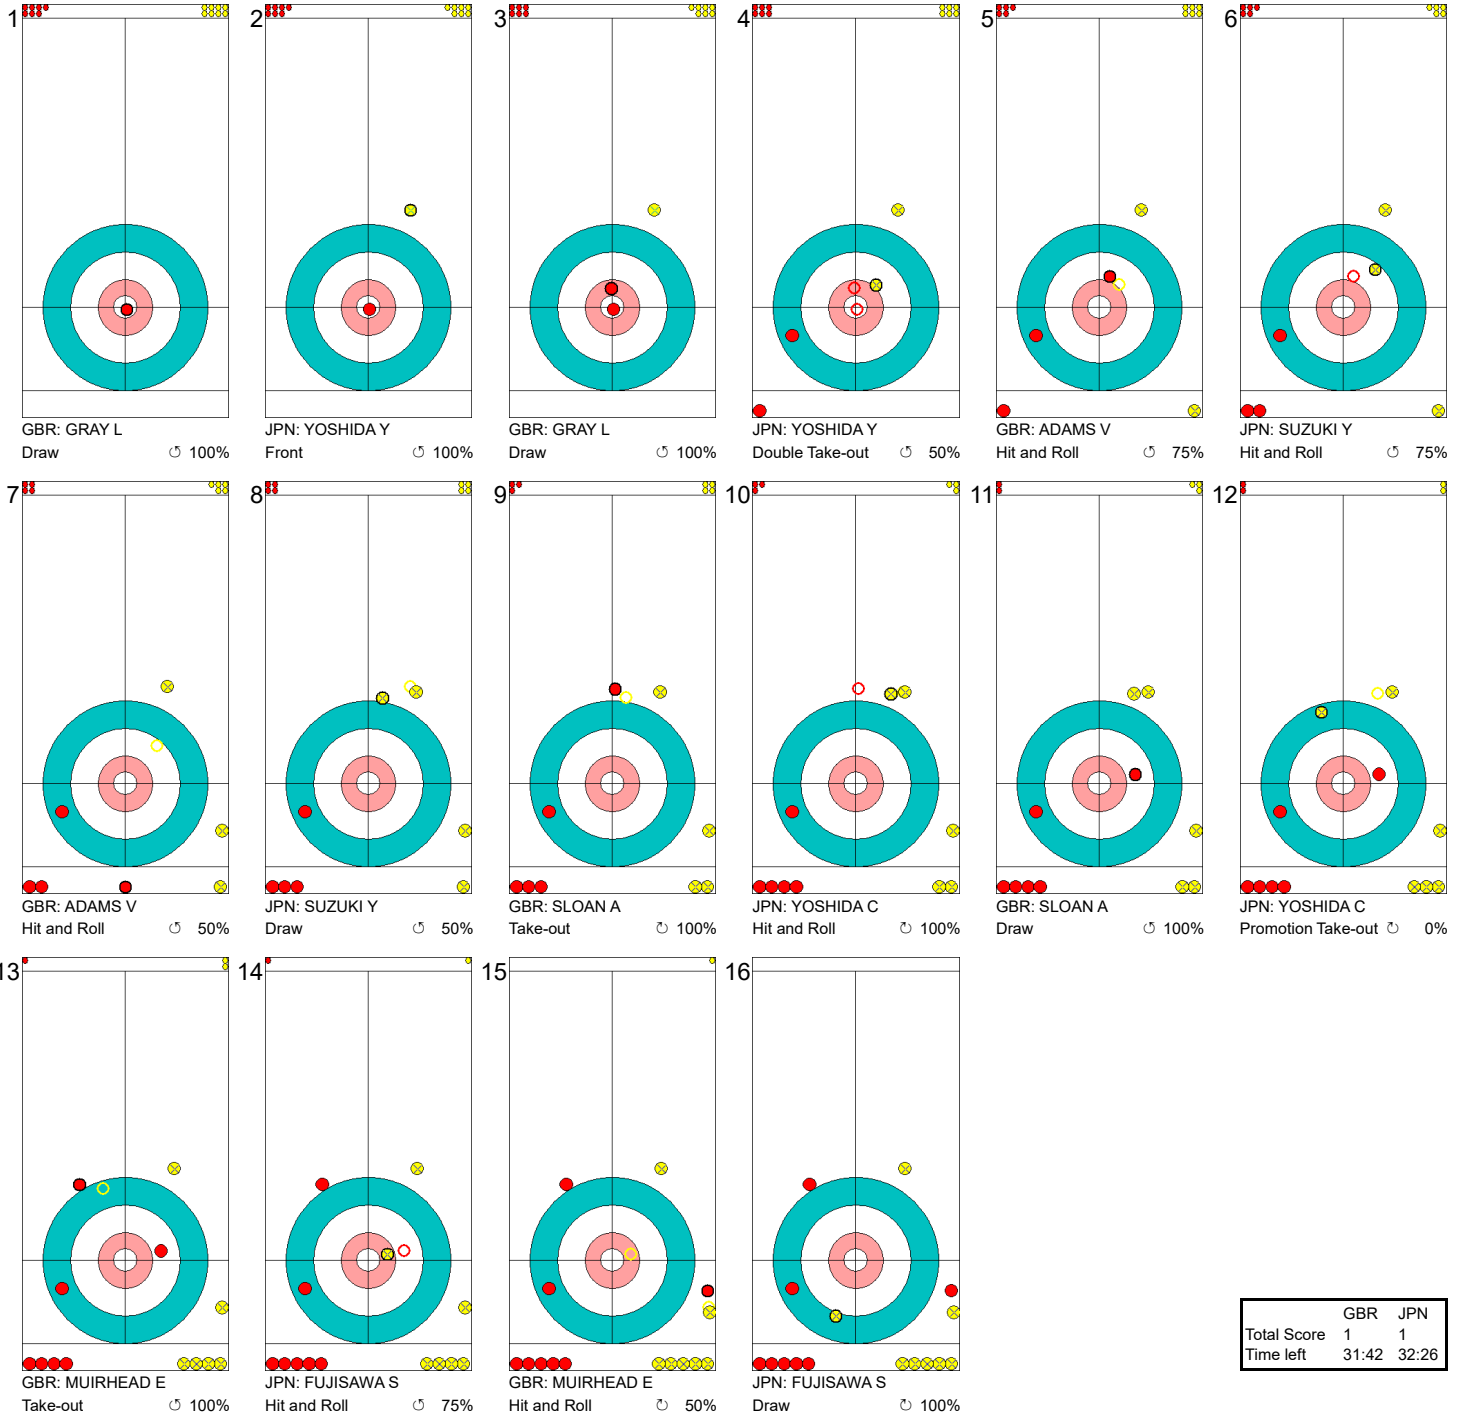 1
GBR: GRAY L
Draw ↺ 100%
2
JPN: YOSHIDA Y
Front ↺ 100%
3
GBR: GRAY L
Draw ↺ 100%
4
JPN: YOSHIDA Y
Double Take-out ↺ 50%
5
GBR: ADAMS V
Hit and Roll ↺ 75%
6
JPN: SUZUKI Y
Hit and Roll ↺ 75%
7
GBR: ADAMS V
Hit and Roll ↺ 50%
8
JPN: SUZUKI Y
Draw ↺ 50%
9
GBR: SLOAN A
Take-out ↻ 100%
10
JPN: YOSHIDA C
Hit and Roll ↻ 100%
11
GBR: SLOAN A
Draw ↺ 100%
12
JPN: YOSHIDA C
Promotion Take-out ↻ 0%
13
GBR: MUIRHEAD E
Take-out ↺ 100%
14
JPN: FUJISAWA S
Hit and Roll ↺ 75%
15
GBR: MUIRHEAD E
Hit and Roll ↻ 50%
16
JPN: FUJISAWA S
Draw ↻ 100%
GBR JPN
Total Score 1 1
Time left 31:42 32:26